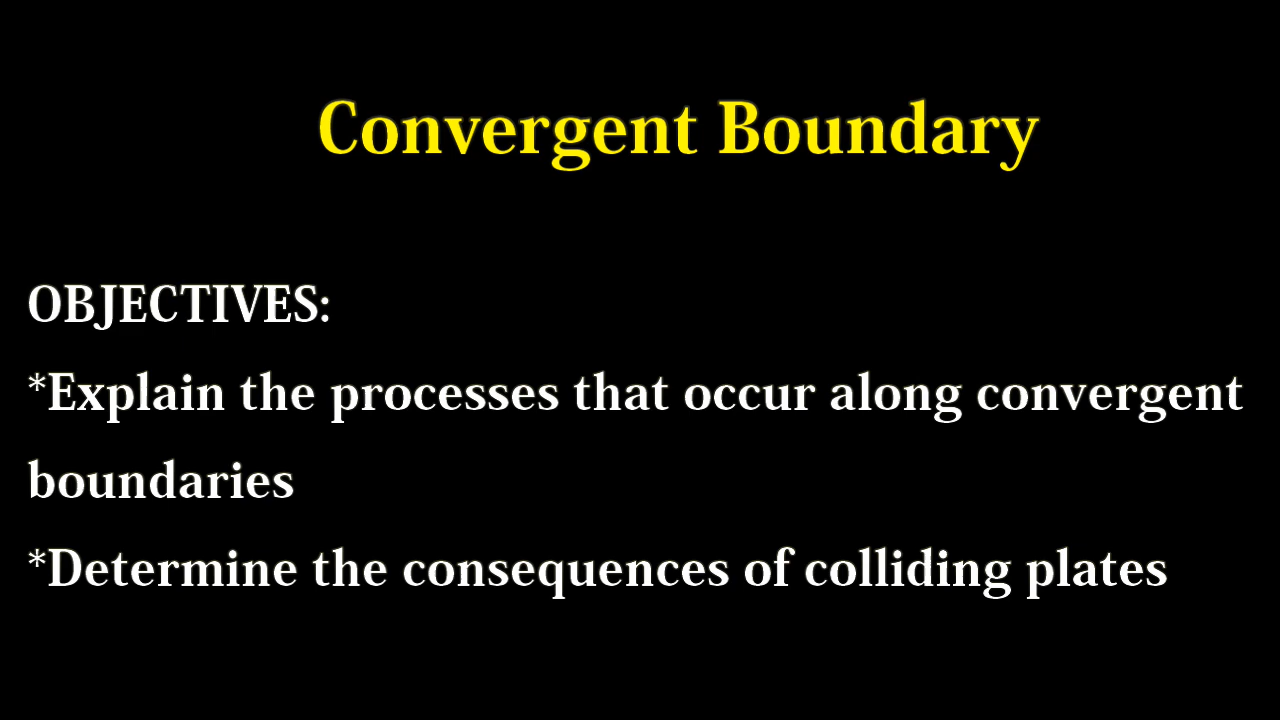 Convergent Boundary
OBJECTIVES:
*Explain the processes that occur along convergent
boundaries
*Determine the consequences of colliding plates